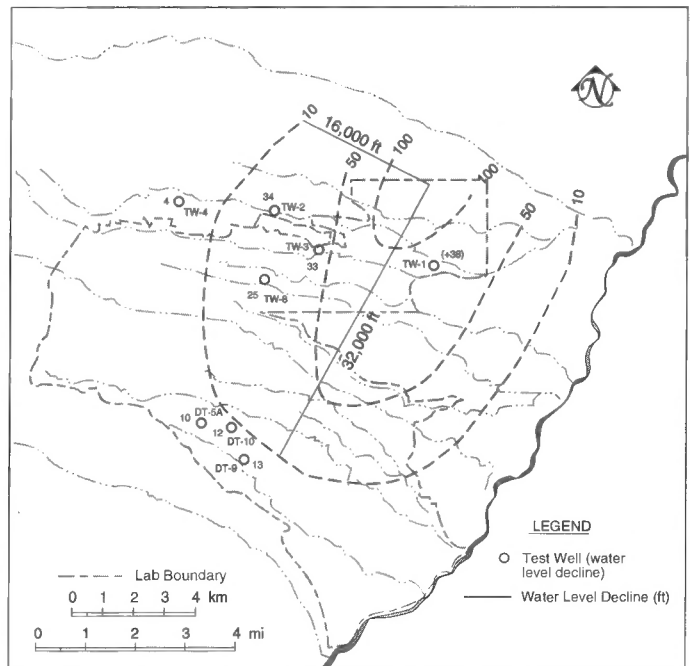 N
10
16,000 ft
100
50
100
10
50
4
TW-4
34
TW-2
TW-3
33
TW-1
(+38)
25
TW-8
32,000 ft
10
DT-5A
12
DT-10
DT-9
13
LEGEND
Test Well (water
level decline)
Water Level Decline (ft)
Lab Boundary
0 1 2 3 4 km
0 1 2 3 4 mi